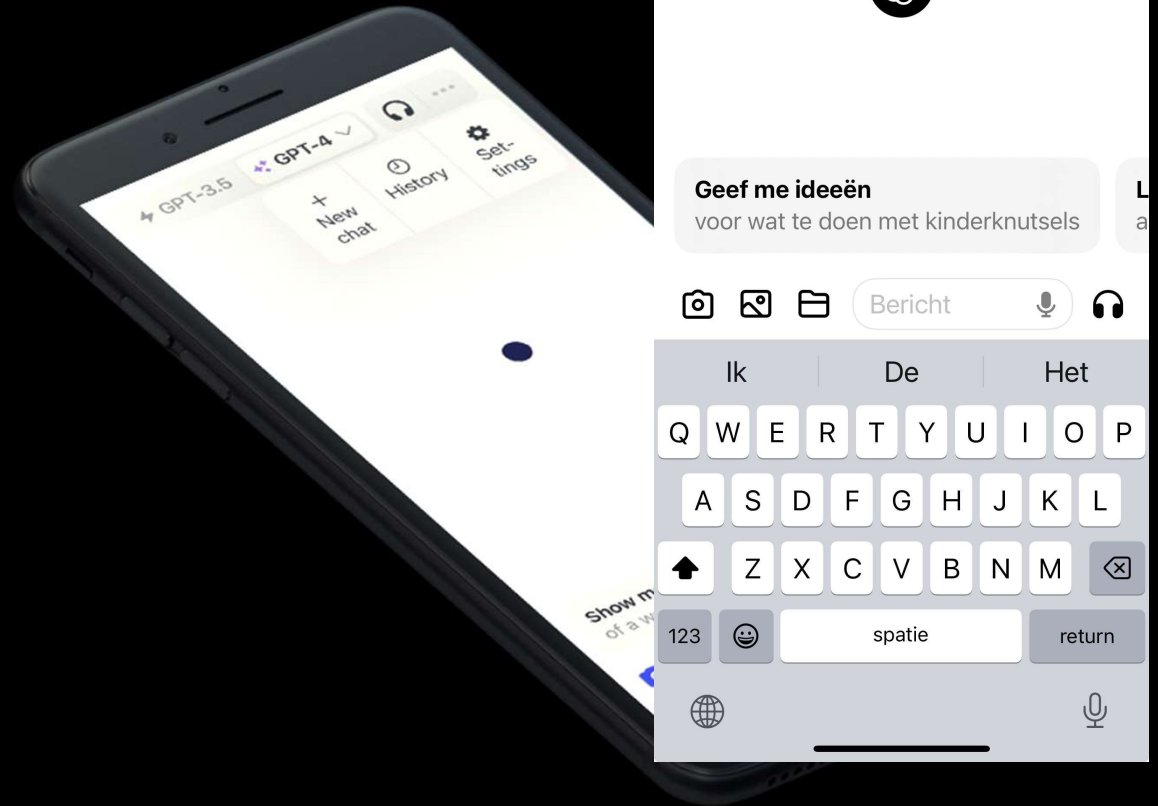 GPT-3.5
GPT-4
New
chat
History
Set-
tings
Show m
of a w
Geef me ideeën
voor wat te doen met kinderknutsels
L
a
Bericht
Ik De Het
Q W E R T Y U I O P
A S D F G H J K L
Z X C V B N M
123 spatie return